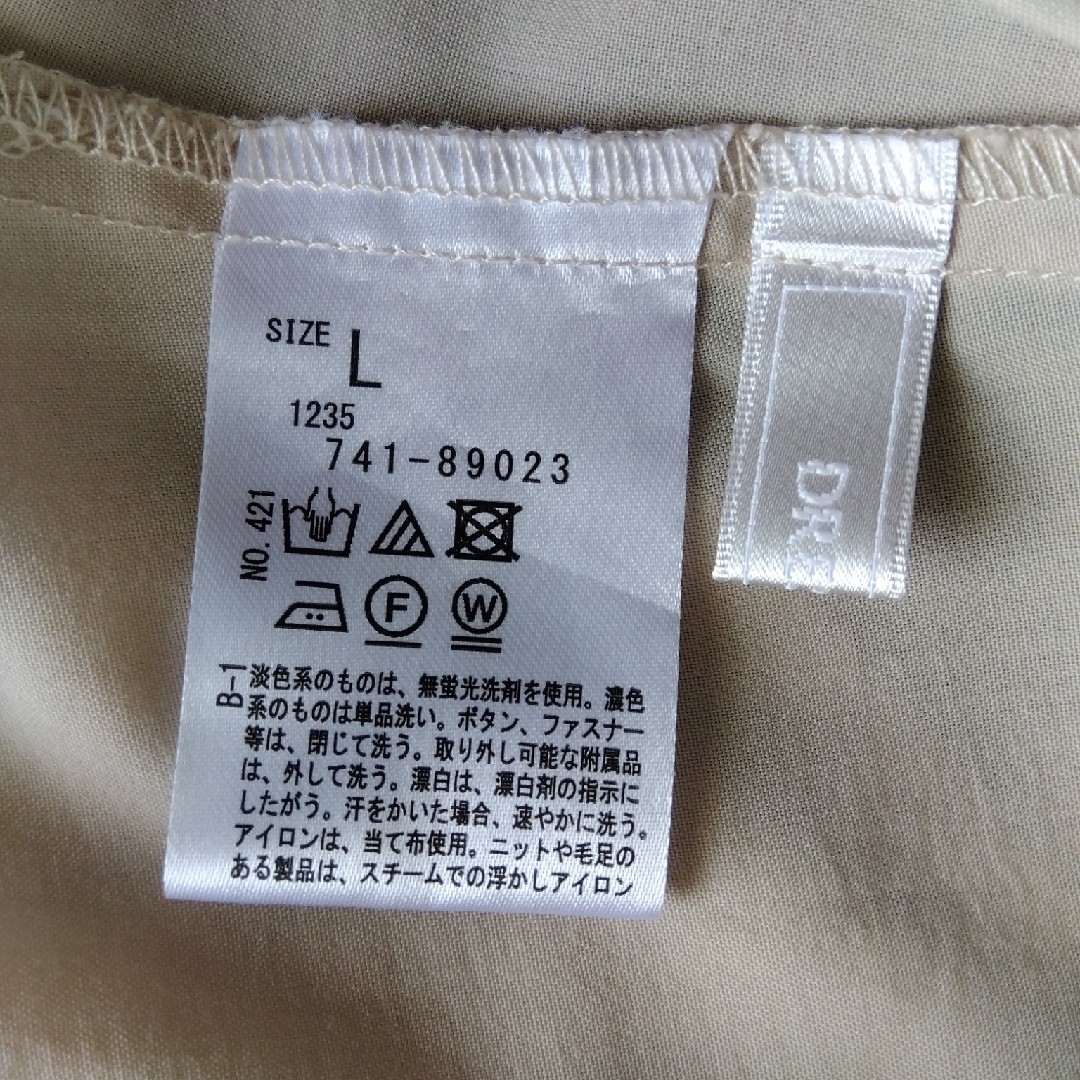 SIZE L
1235
741-89023
NO. 421
F W
B-1
淡色系のものは、無蛍光洗剤を使用。濃色
系のものは単品洗い。ボタン、ファスナー
等は、閉じて洗う。取り外し可能な附属品
は、外して洗う。漂白は、漂白剤の指示に
したがう。汗をかいた場合、速やかに洗う。
アイロンは、当て布使用。ニットや毛足の
ある製品は、スチームでの浮かしアイロン